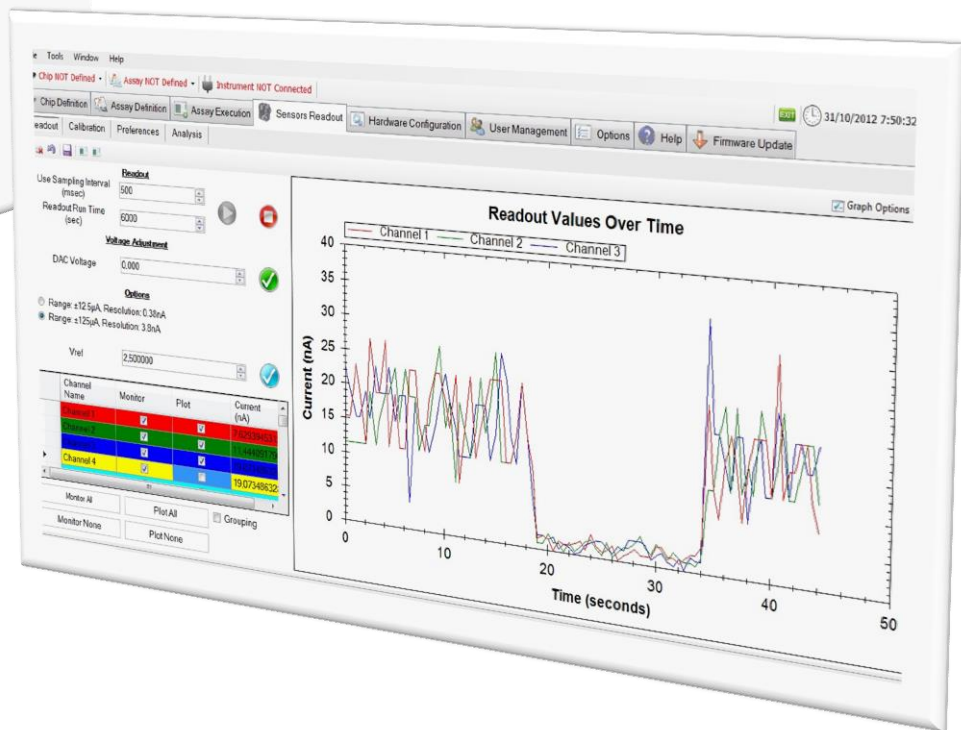 Tools Window Help
Chip NOT Defined Assay NOT Defined Instrument NOT Connected
EXIT 31/10/2012 7:50:32
Chip Definition Assay Definition Assay Execution Sensors Readout Hardware Configuration User Management Options Help Firmware Update
Calibration Preferences Analysis
Readout
Use Sampling Interval
(msec)
500
Readout Run Time
(sec)
6000
Voltage Adjustment
DAC Voltage 0.000
Options
Range: ±12.5µA, Resolution: 0.38nA
Range: ±125µA, Resolution: 3.8nA
Vref 2.500000
Channel
Name
Monitor Plot Current
(nA)
Channel 1
Channel 2
Channel 4 19.07348632
Monitor All Plot All Grouping
Monitor None Plot None
Graph Options
Readout Values Over Time
Channel 1 Channel 2 Channel 3
Current (nA)
40
35
30
25
20
15
10
5
0
0 10 20 30 40 50
Time (seconds)